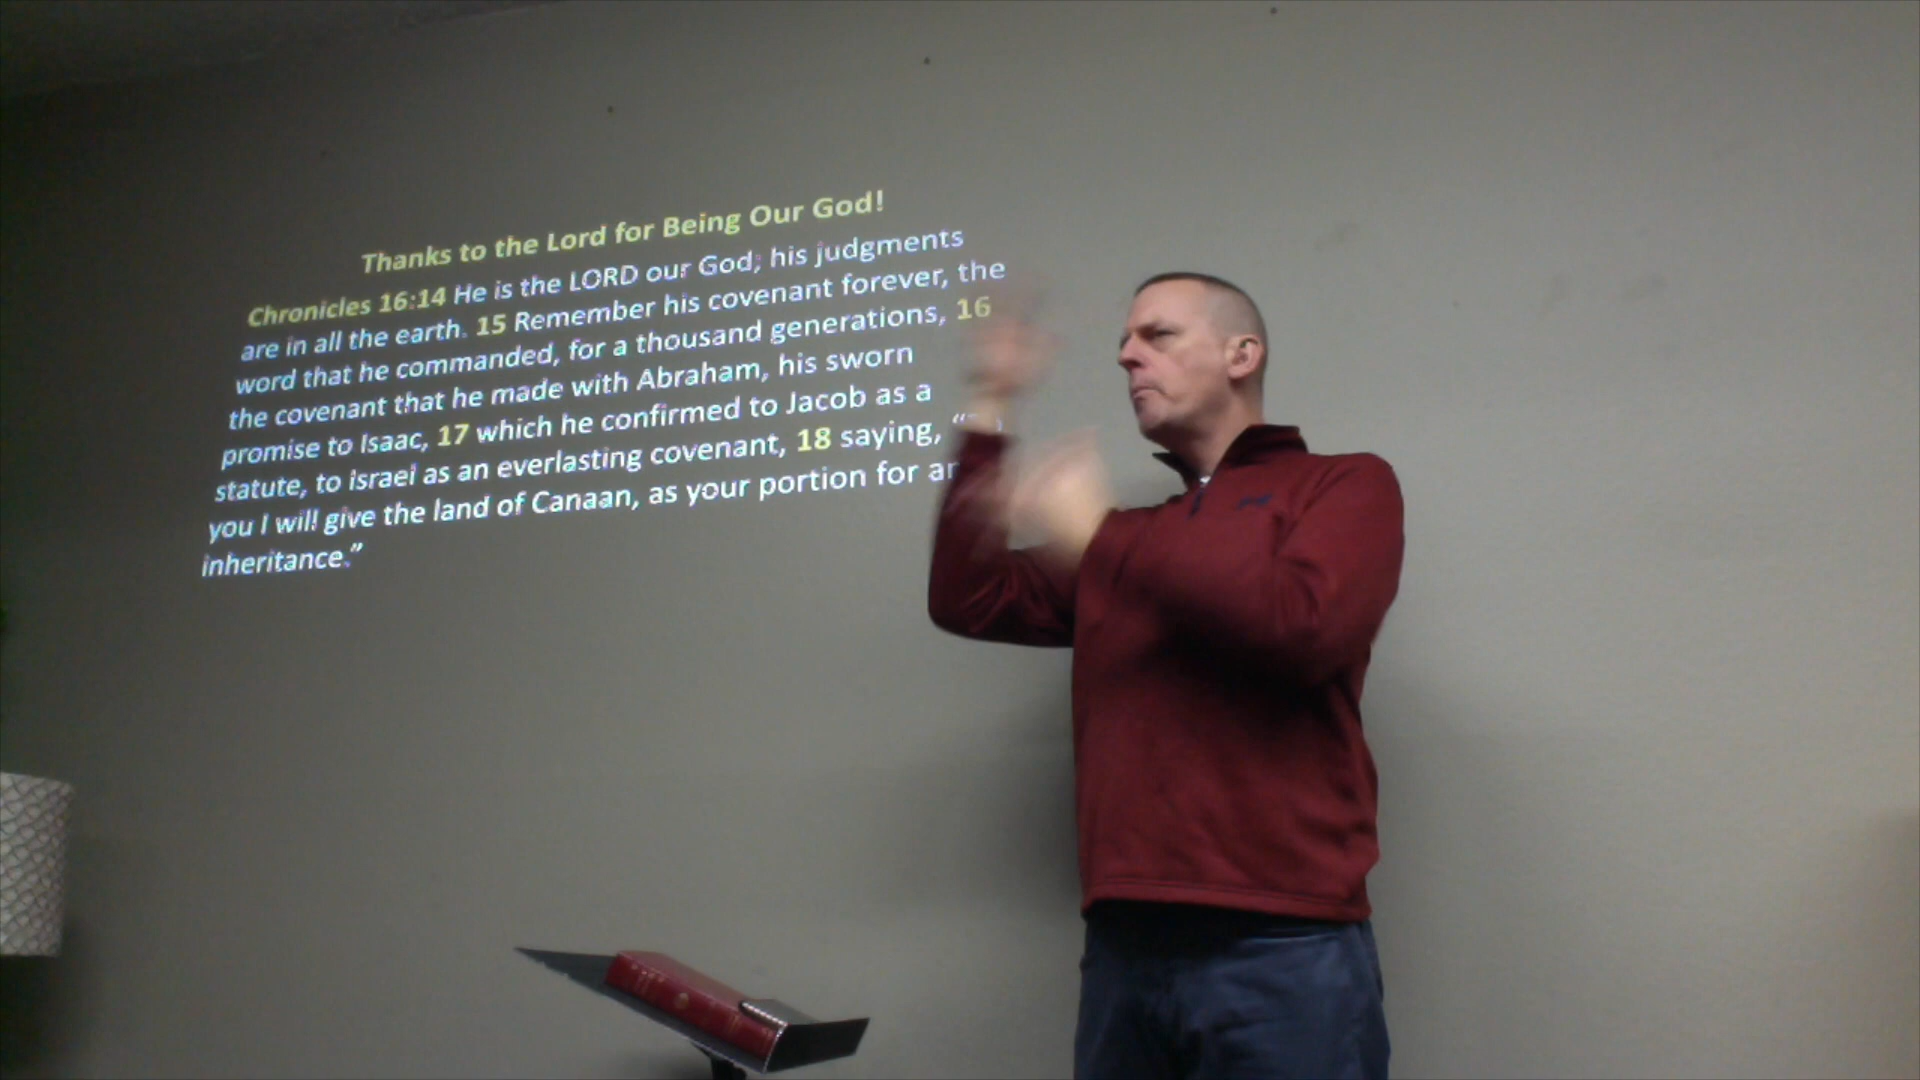 Thanks to the Lord for Being Our God!
Chronicles 16:14 He is the LORD our God; his judgments
are in all the earth. 15 Remember his covenant forever, the
word that he commanded, for a thousand generations, 16
the covenant that he made with Abraham, his sworn
promise to Isaac, 17 which he confirmed to Jacob as a
statute, to israel as an everlasting covenant, 18 saying, “
you I will give the land of Canaan, as your portion for
inheritance.”